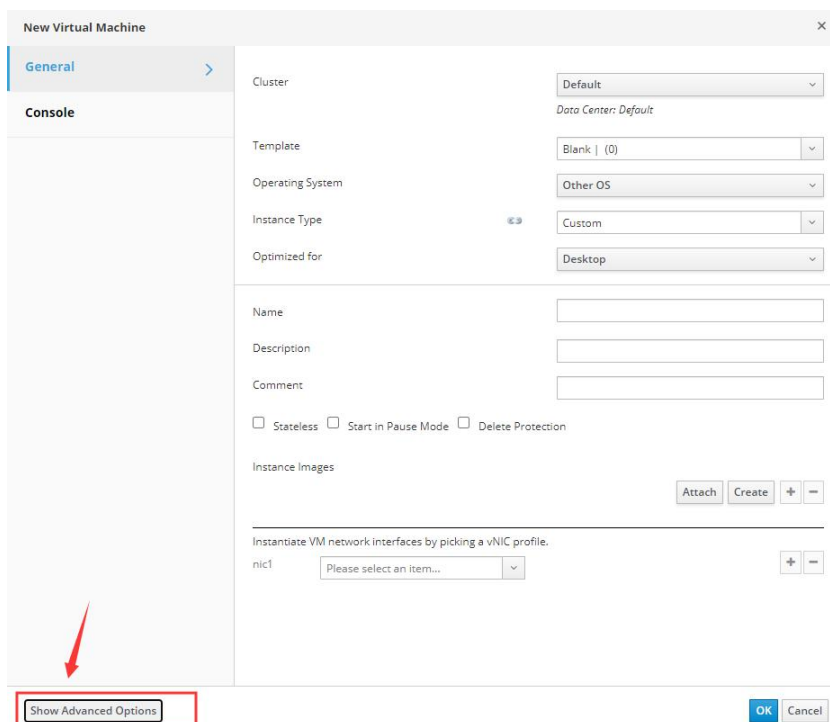 New Virtual Machine ×
General
Console
Cluster Default
Data Center: Default
Template Blank | (0)
Operating System Other OS
Instance Type Custom
Optimized for Desktop
Name
Description
Comment
Stateless Start in Pause Mode Delete Protection
Instance Images
Attach Create + −
Instantiate VM network interfaces by picking a vNIC profile.
nic1 Please select an item... + −
Show Advanced Options OK Cancel